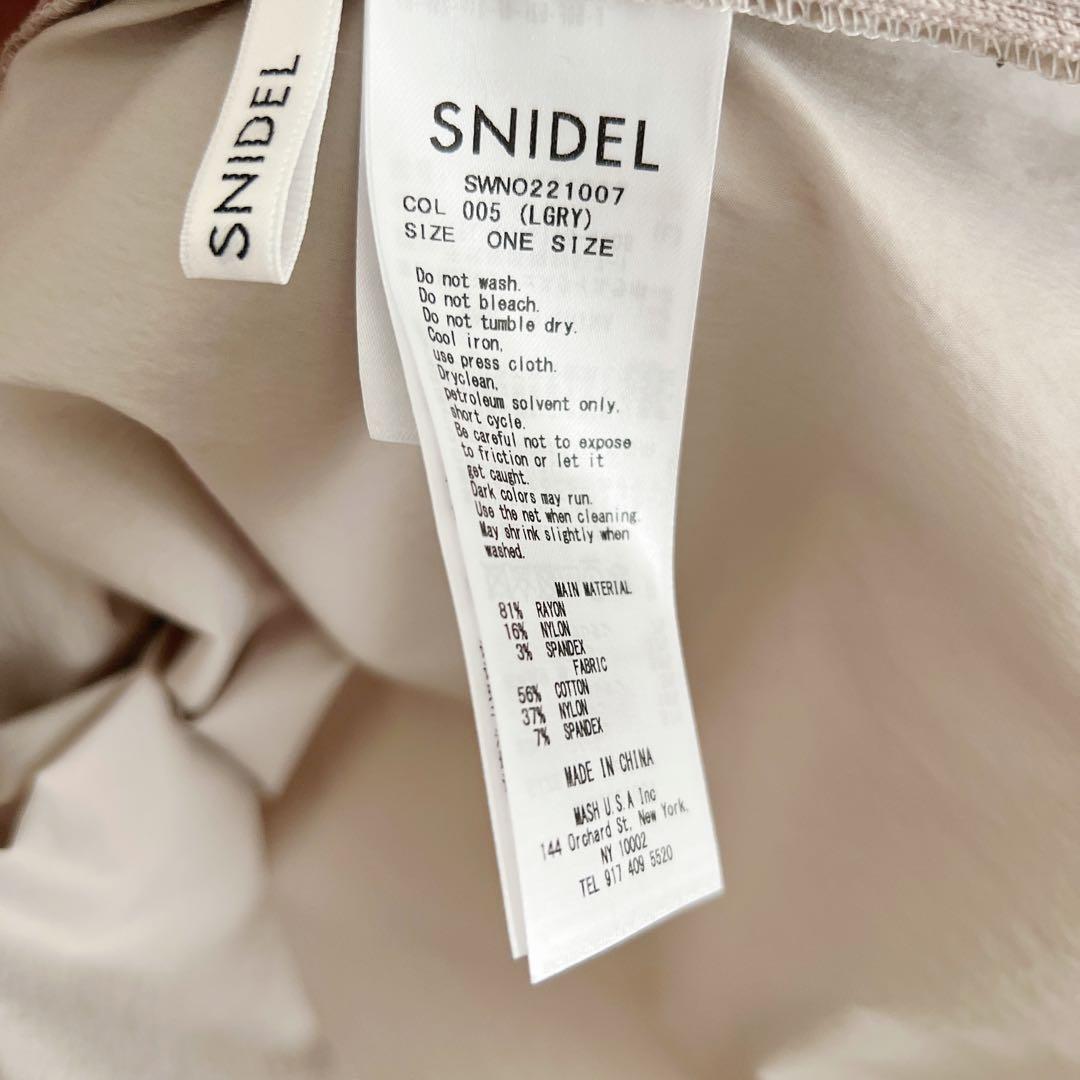 SNIDEL
SNIDEL
SWNO221007
COL 005 (LGRY)
SIZE ONE SIZE
Do not wash.
Do not bleach.
Do not tumble dry.
Cool iron,
use press cloth.
Dryclean,
petroleum solvent only,
short cycle.
Be careful not to expose
to friction or let it
get caught.
Dark colors may run.
Use the net when cleaning.
May shrink slightly when
washed.
MAIN MATERIAL
81% RAYON
16% NYLON
3% SPANDEX
FABRIC
56% COTTON
37% NYLON
7% SPANDEX
MADE IN CHINA
MASH U.S.A Inc
144 Orchard St. New York,
NY 10002
TEL 917 409 5520